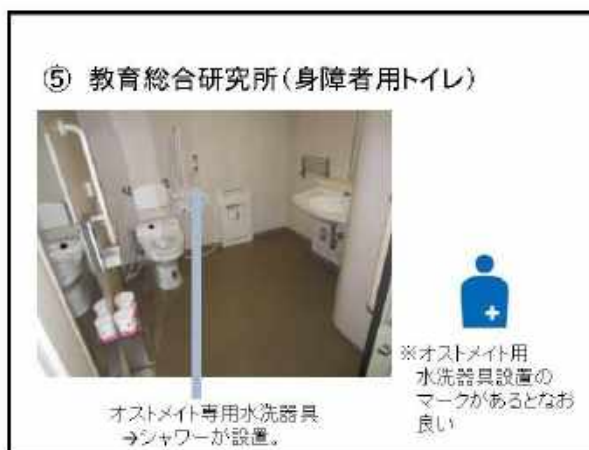 ⑤ 教育総合研究所(身障者用トイレ)
オストメイト専用水洗器具
→シャワーが設置。
※オストメイト用
水洗器具設置の
マークがあるとなお
良い